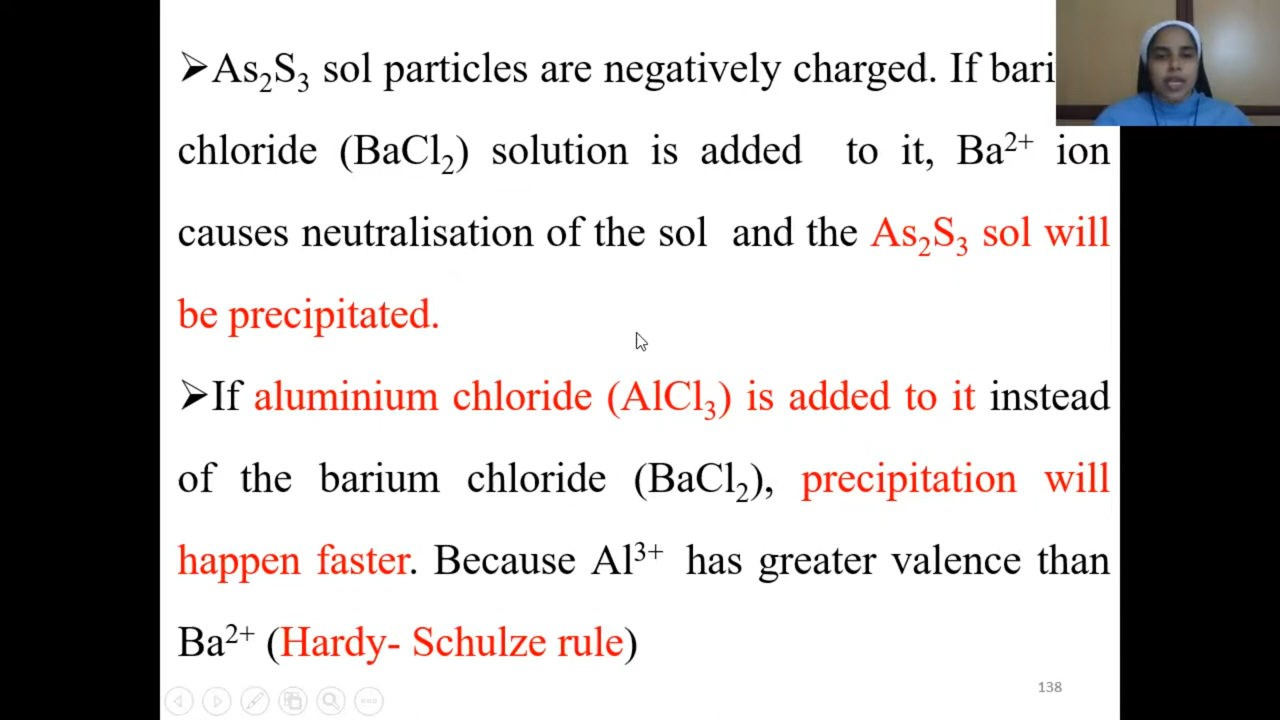 ➢As₂S₃ sol particles are negatively charged. If bari
chloride (BaCl₂) solution is added to it, Ba²⁺ ion
causes neutralisation of the sol and the As₂S₃ sol will
be precipitated.
➢If aluminium chloride (AlCl₃) is added to it instead
of the barium chloride (BaCl₂), precipitation will
happen faster. Because Al³⁺ has greater valence than
Ba²⁺ (Hardy- Schulze rule)
138